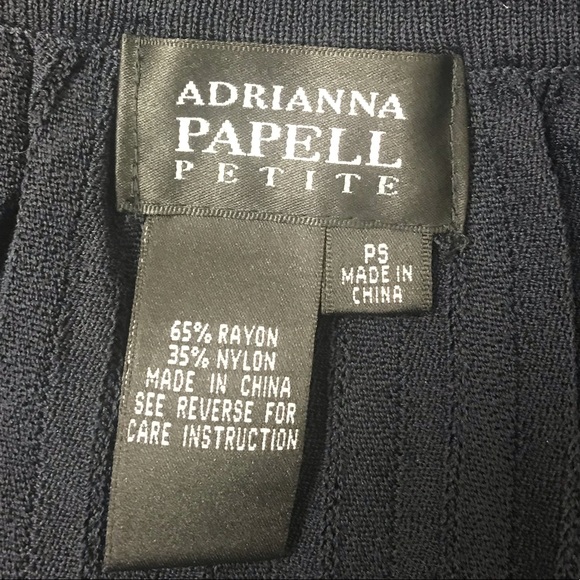 ADRIANNA
PAPELL
PETITE
PS
MADE IN
CHINA
65% RAYON
35% NYLON
MADE IN CHINA
SEE REVERSE FOR
CARE INSTRUCTION